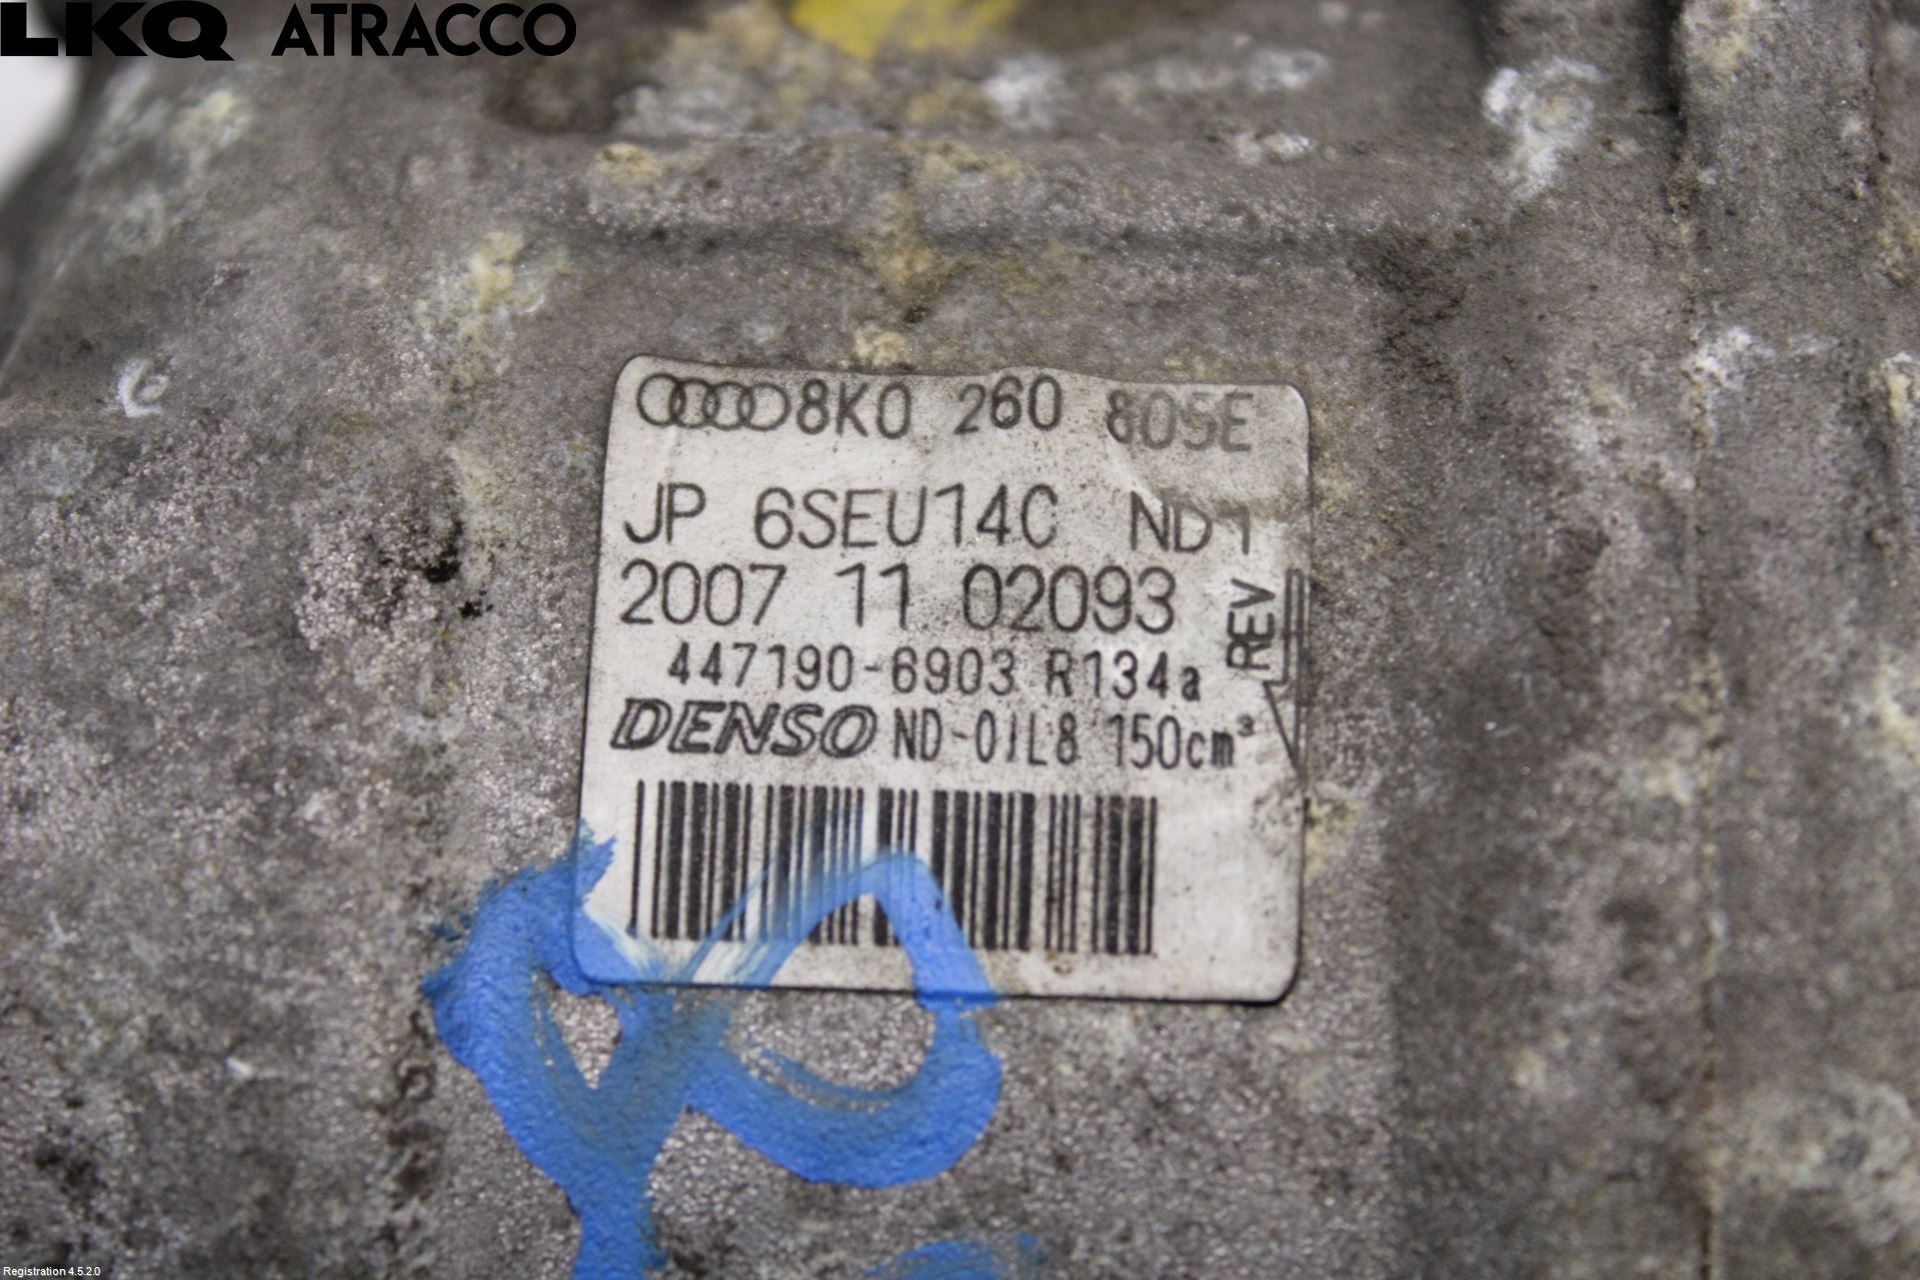 LKQ ATRACCO
8K0 260 805E
JP 6SEU14C ND1
2007 11 02093
REV
447190-6903 R134a
DENSO ND-OIL8 150cm³
Registration 4.5.2.0